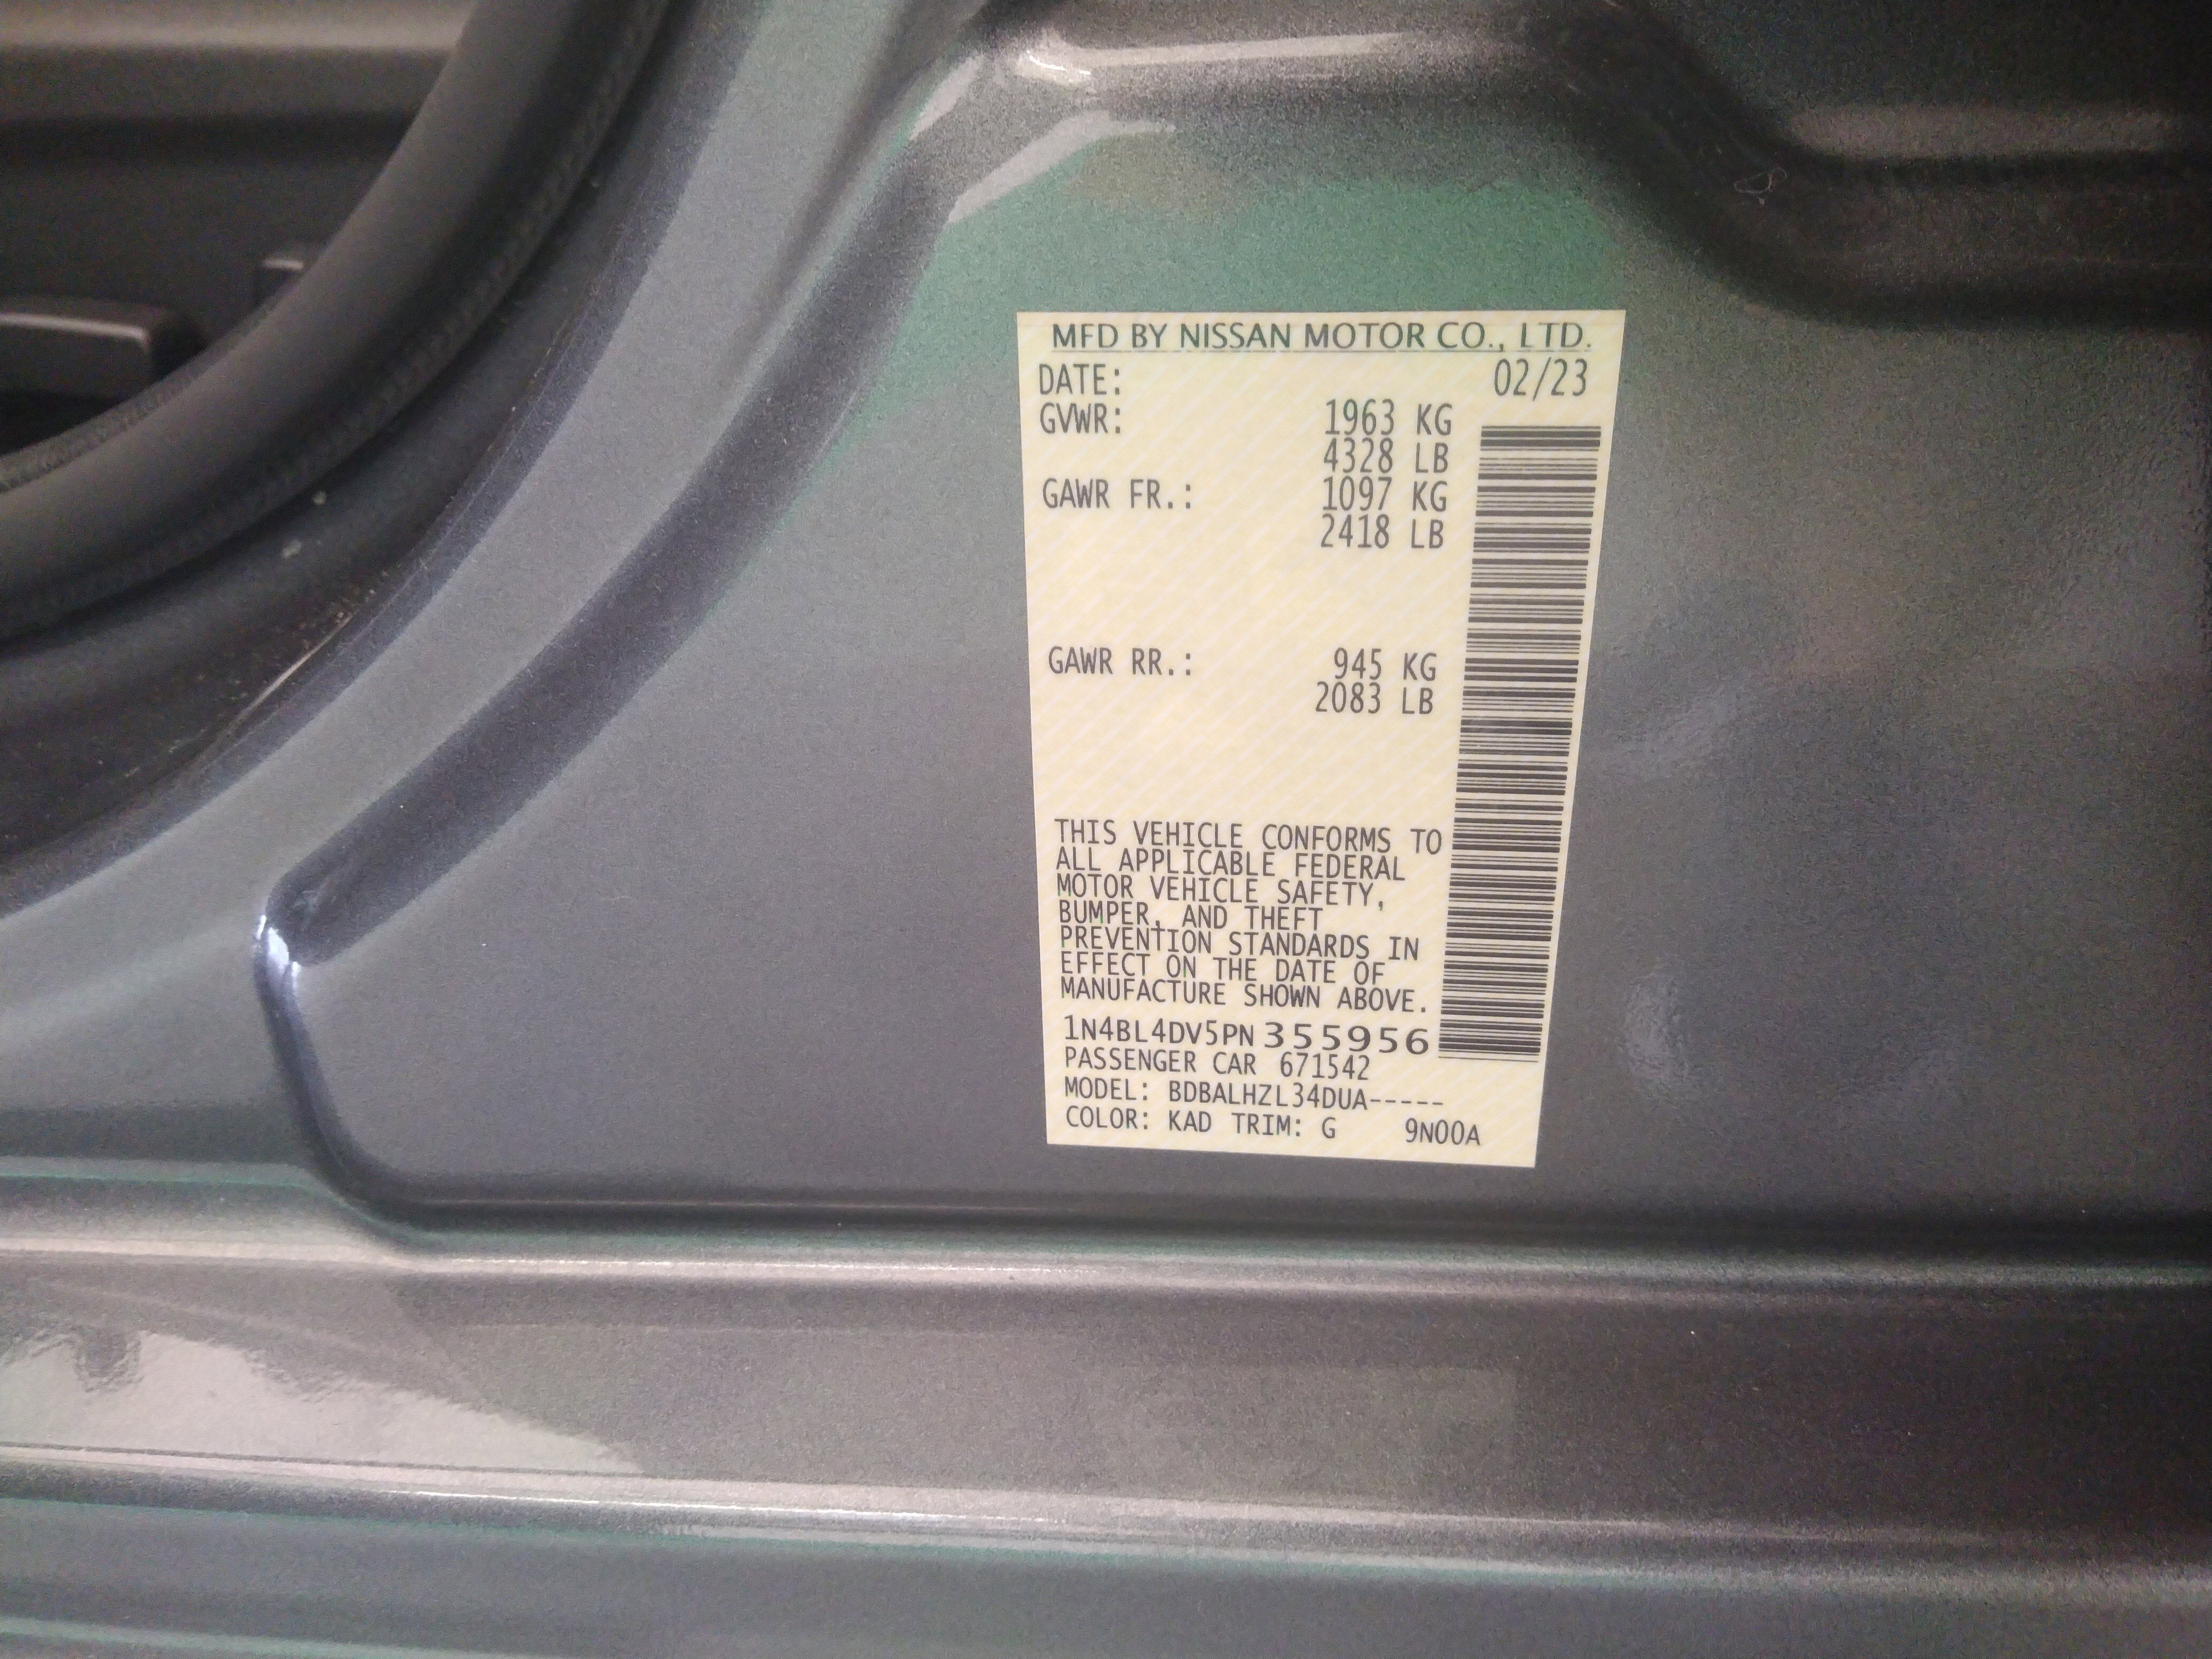 MFD BY NISSAN MOTOR CO., LTD.
DATE: 02/23
GVWR: 1963 KG
4328 LB
GAWR FR.: 1097 KG
2418 LB
GAWR RR.: 945 KG
2083 LB
THIS VEHICLE CONFORMS TO
ALL APPLICABLE FEDERAL
MOTOR VEHICLE SAFETY,
BUMPER, AND THEFT
PREVENTION STANDARDS IN
EFFECT ON THE DATE OF
MANUFACTURE SHOWN ABOVE.
1N4BL4DV5PN355956
PASSENGER CAR 671542
MODEL: BDBALHZL34DUA-----
COLOR: KAD TRIM: G 9N00A